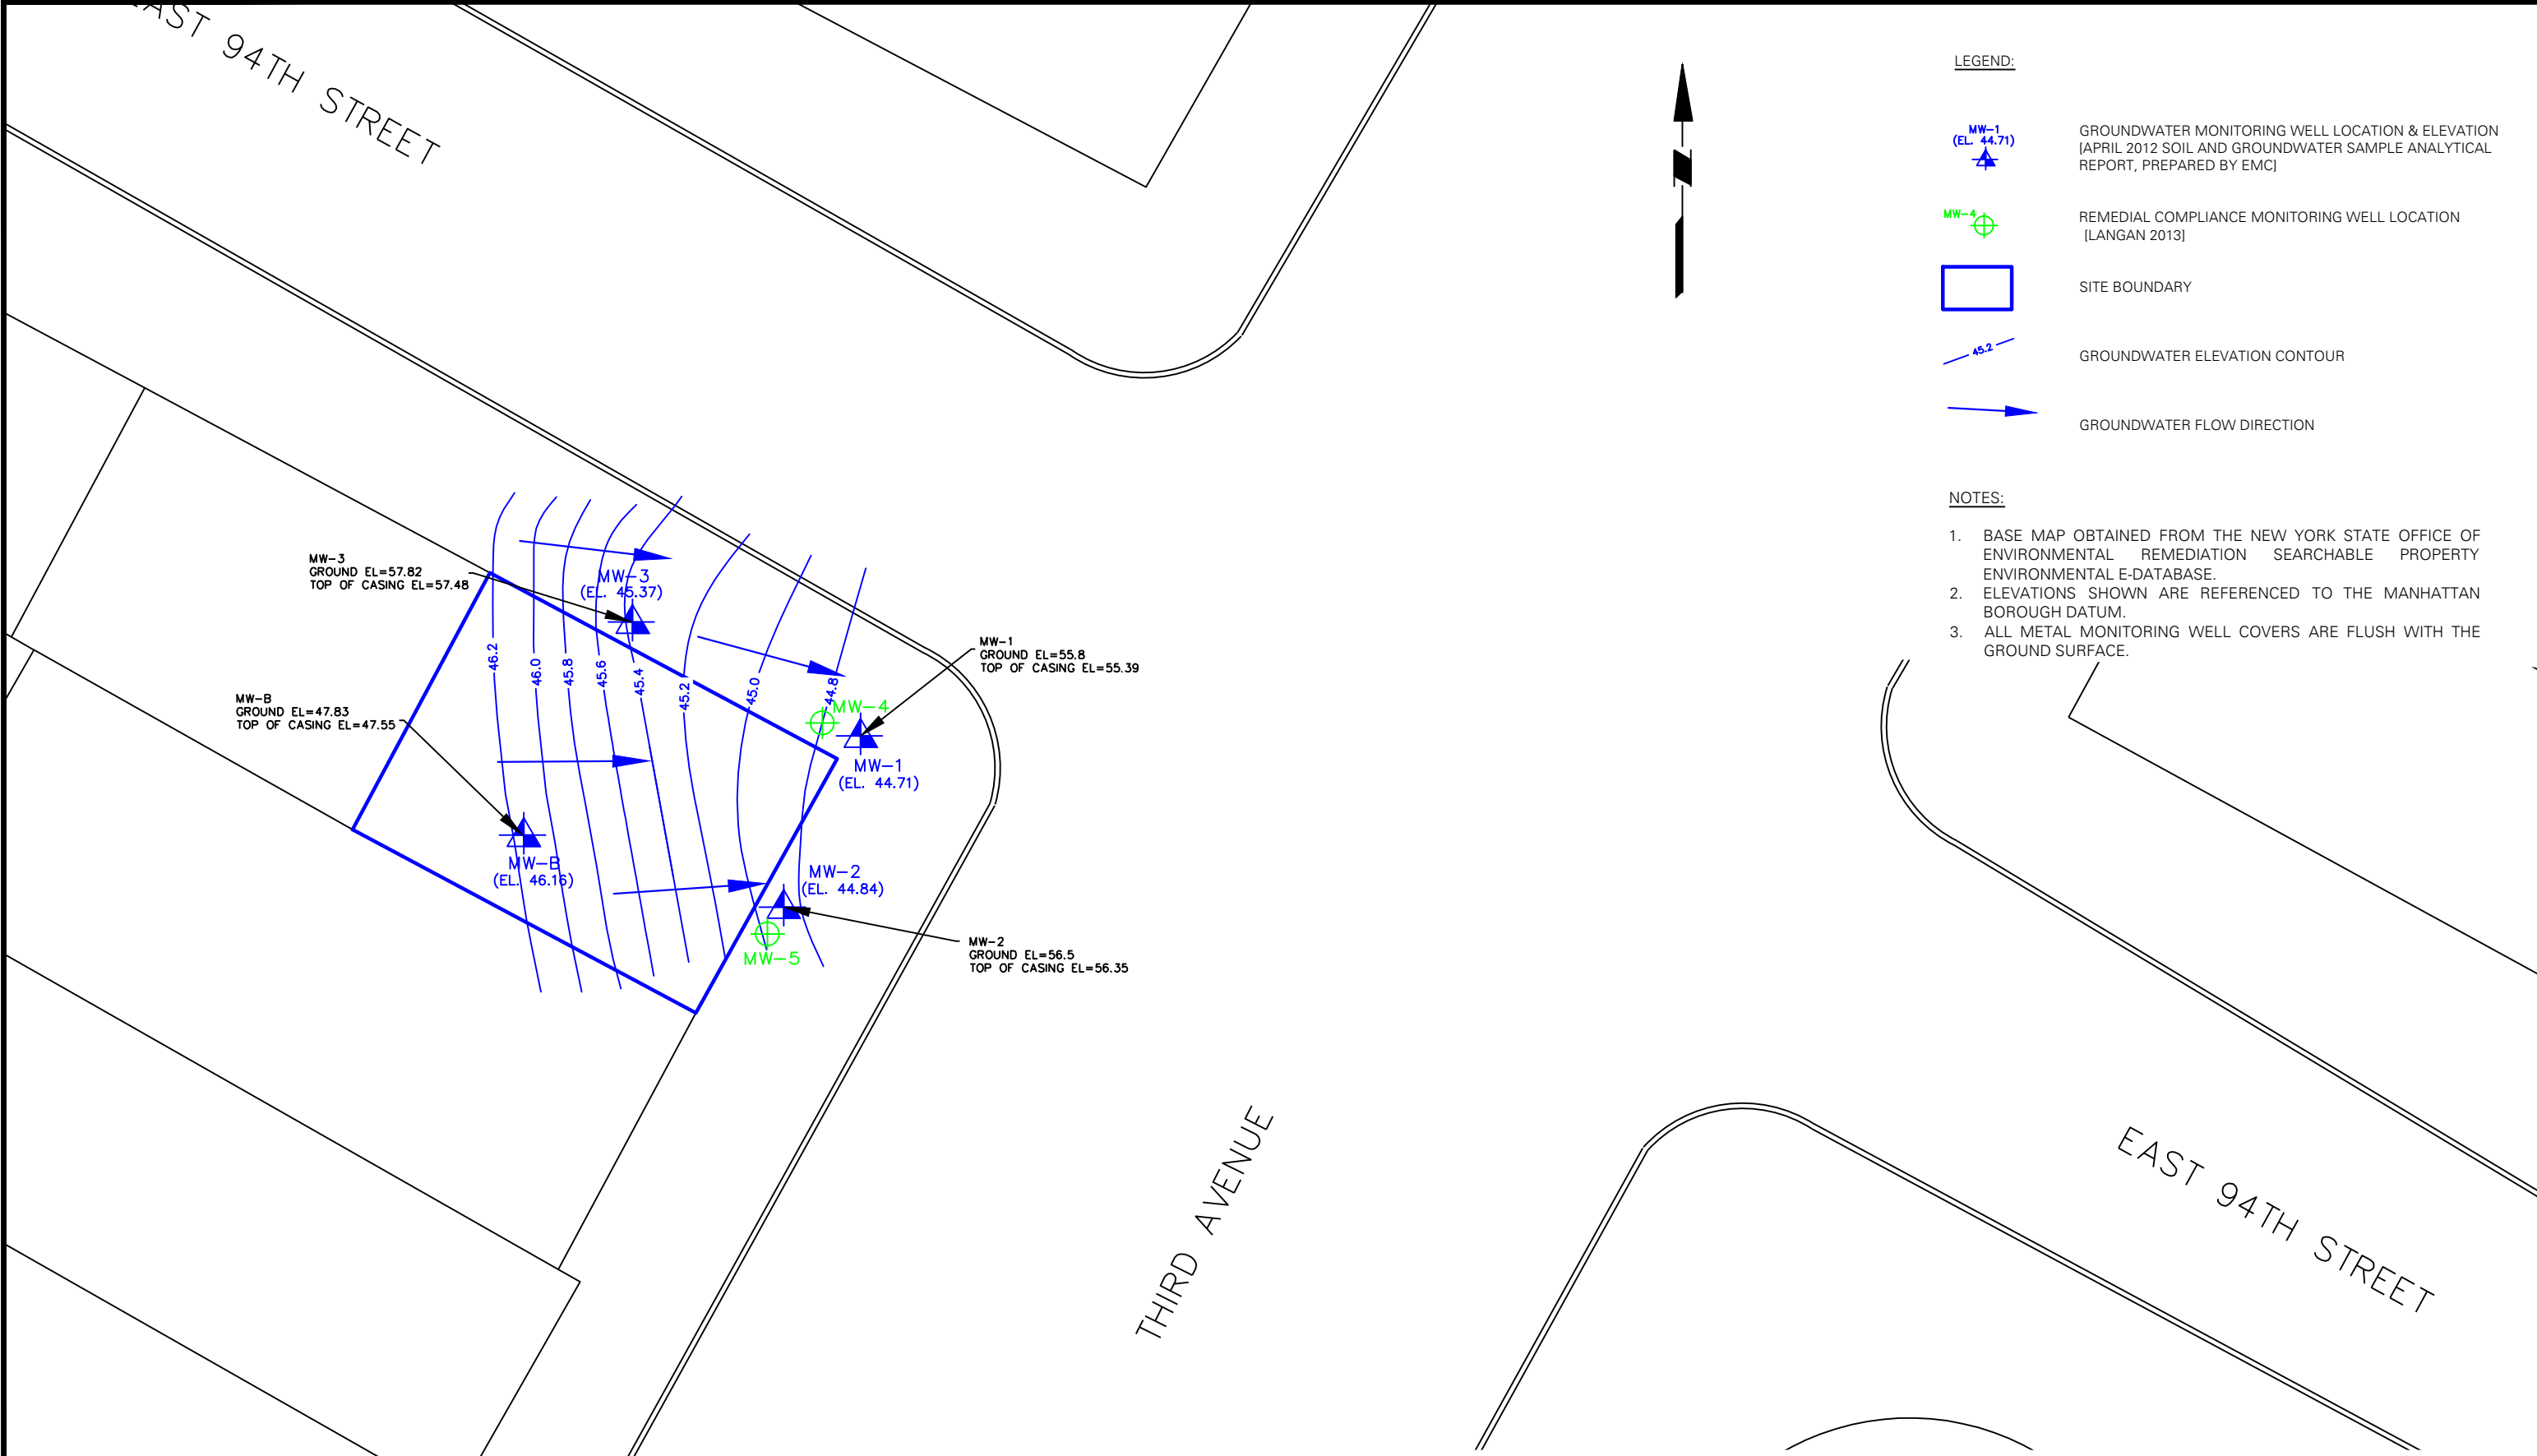 EAST 94TH STREET
LEGEND:
MW-1
(EL. 44.71)
GROUNDWATER MONITORING WELL LOCATION & ELEVATION
[APRIL 2012 SOIL AND GROUNDWATER SAMPLE ANALYTICAL
REPORT, PREPARED BY EMC]
MW-4
REMEDIAL COMPLIANCE MONITORING WELL LOCATION
[LANGAN 2013]
SITE BOUNDARY
45.2
GROUNDWATER ELEVATION CONTOUR
GROUNDWATER FLOW DIRECTION
NOTES:
1. BASE MAP OBTAINED FROM THE NEW YORK STATE OFFICE OF
ENVIRONMENTAL REMEDIATION SEARCHABLE PROPERTY
ENVIRONMENTAL E-DATABASE.
2. ELEVATIONS SHOWN ARE REFERENCED TO THE MANHATTAN
BOROUGH DATUM.
3. ALL METAL MONITORING WELL COVERS ARE FLUSH WITH THE
GROUND SURFACE.
N
MW-3
GROUND EL=57.82
TOP OF CASING EL=57.48
MW-3
(EL. 45.37)
MW-1
GROUND EL=55.8
TOP OF CASING EL=55.39
46.2
46.0
45.8
45.6
45.4
45.2
45.0
44.8
MW-B
GROUND EL=47.83
TOP OF CASING EL=47.55
MW-4
MW-1
(EL. 44.71)
MW-B
(EL. 46.16)
MW-2
(EL. 44.84)
MW-5
MW-2
GROUND EL=56.5
TOP OF CASING EL=56.35
THIRD AVENUE
EAST 94TH STREET